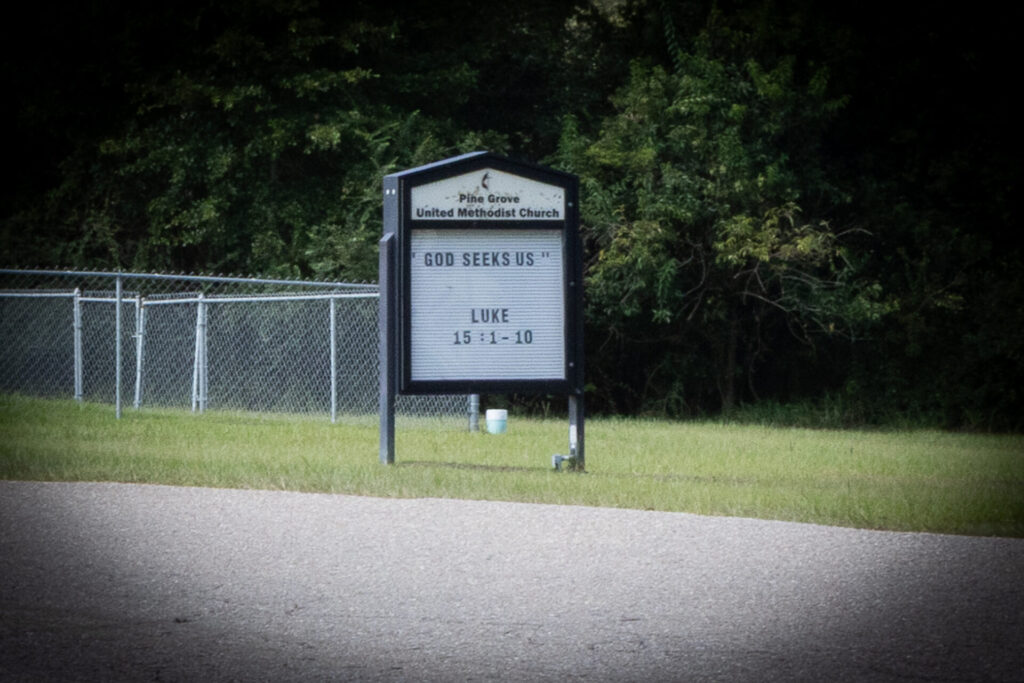 Pine Grove
United Methodist Church
" GOD SEEKS US "
LUKE
15 : 1 - 10